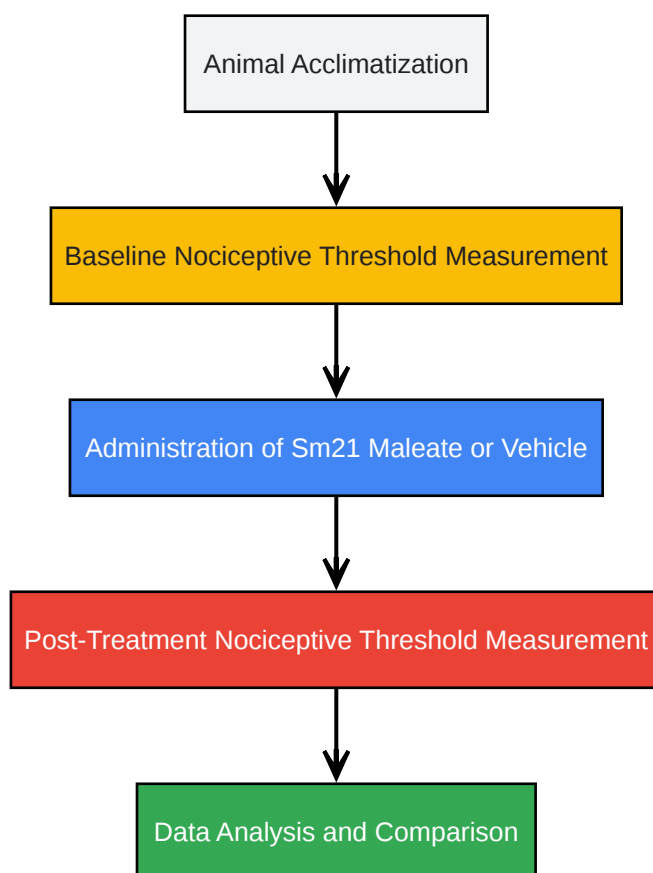 Animal Acclimatization
Baseline Nociceptive Threshold Measurement
Administration of Sm21 Maleate or Vehicle
Post-Treatment Nociceptive Threshold Measurement
Data Analysis and Comparison